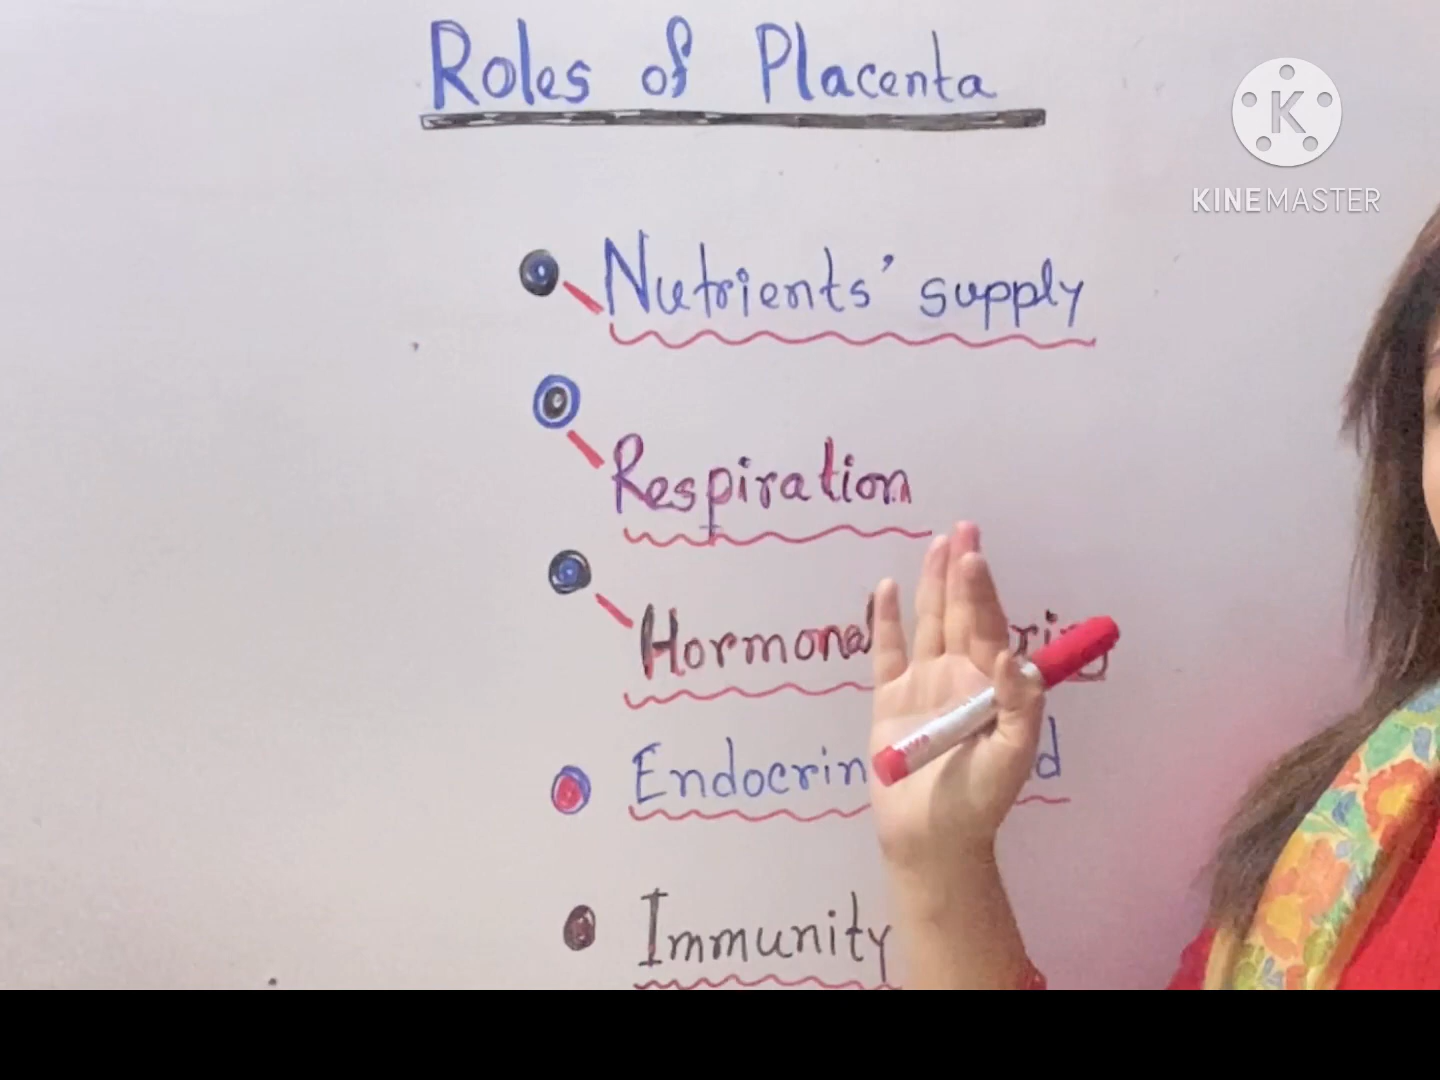 Roles of Placenta
K
KINEMASTER
Nutrients' supply
Respiration
Hormonal
Endocrin
Immunity